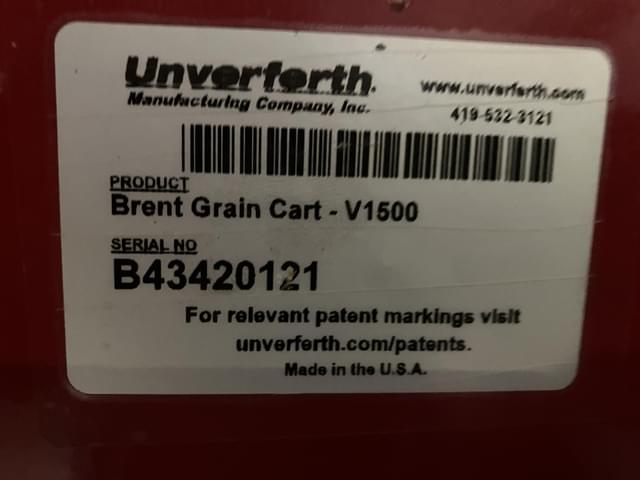 Unverferth
Manufacturing Company, Inc.
www.unverferth.com
419-532-3121
PRODUCT
Brent Grain Cart - V1500
SERIAL NO
B43420121
For relevant patent markings visit
unverferth.com/patents.
Made in the U.S.A.